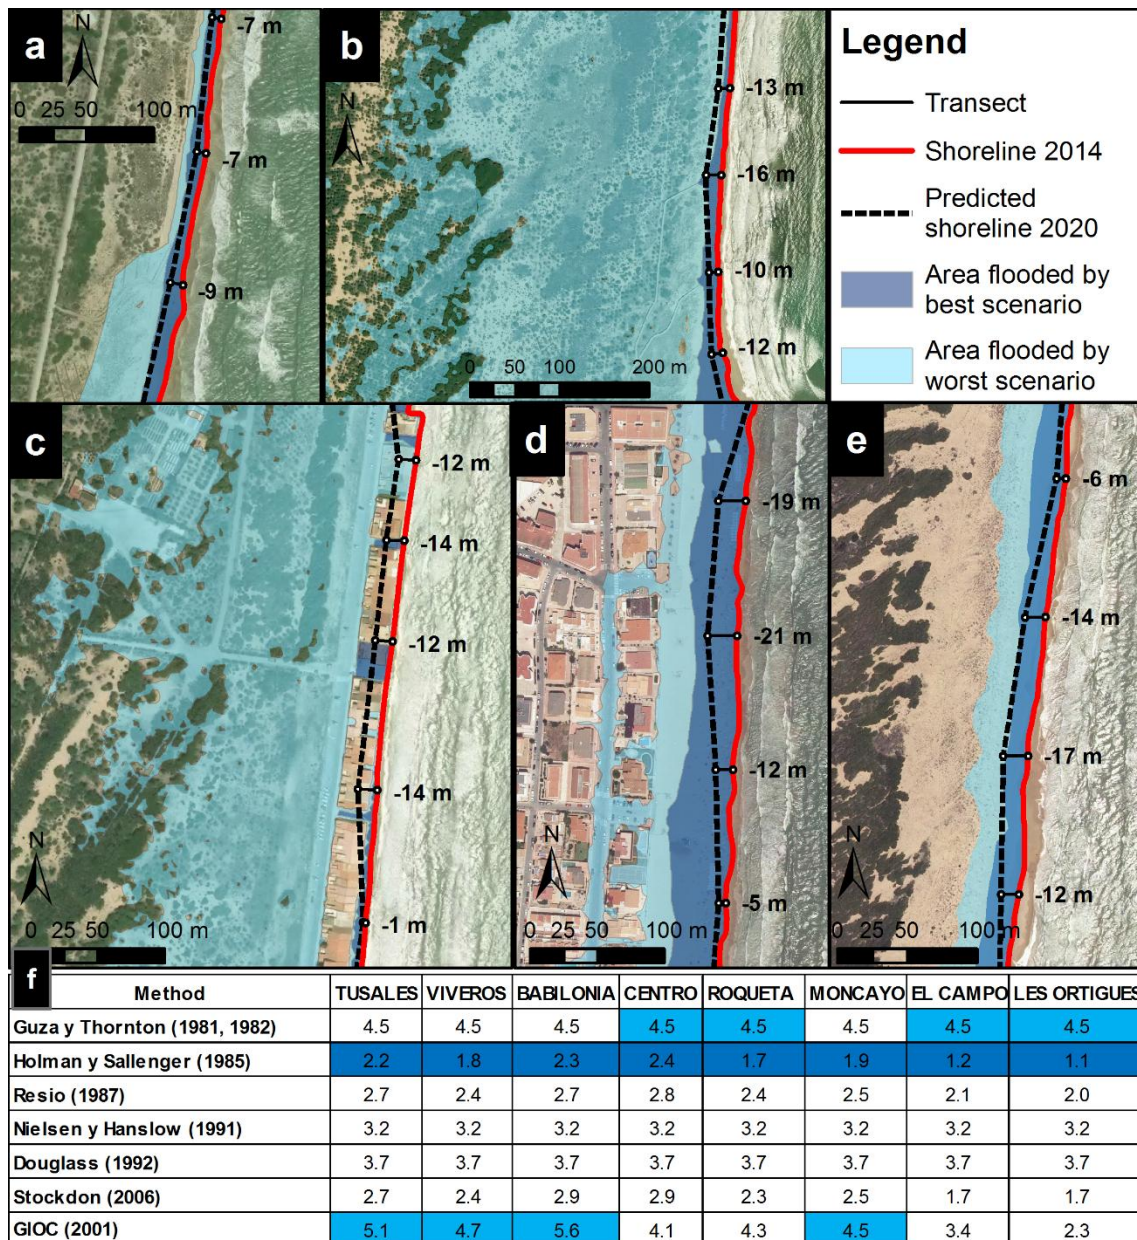 a
N
0 25 50 100 m
-7 m
-7 m
-9 m
b
N
-13 m
-16 m
-10 m
-12 m
0 50 100 200 m
Legend
Transect
Shoreline 2014
Predicted
shoreline 2020
Area flooded by
best scenario
Area flooded by
worst scenario
c
-12 m
-14 m
-12 m
-14 m
-1 m
N
0 25 50 100 m
d
-19 m
-21 m
-12 m
-5 m
N
0 25 50 100 m
e
-6 m
-14 m
-17 m
-12 m
N
0 25 50 100 m
f
Method TUSALES VIVEROS BABILONIA CENTRO ROQUETA MONCAYO EL CAMPO LES ORTIGUES
Guza y Thornton (1981, 1982) 4.5 4.5 4.5 4.5 4.5 4.5 4.5 4.5
Holman y Sallenger (1985) 2.2 1.8 2.3 2.4 1.7 1.9 1.2 1.1
Resio (1987) 2.7 2.4 2.7 2.8 2.4 2.5 2.1 2.0
Nielsen y Hanslow (1991) 3.2 3.2 3.2 3.2 3.2 3.2 3.2 3.2
Douglass (1992) 3.7 3.7 3.7 3.7 3.7 3.7 3.7 3.7
Stockdon (2006) 2.7 2.4 2.9 2.9 2.3 2.5 1.7 1.7
GIOC (2001) 5.1 4.7 5.6 4.1 4.3 4.5 3.4 2.3